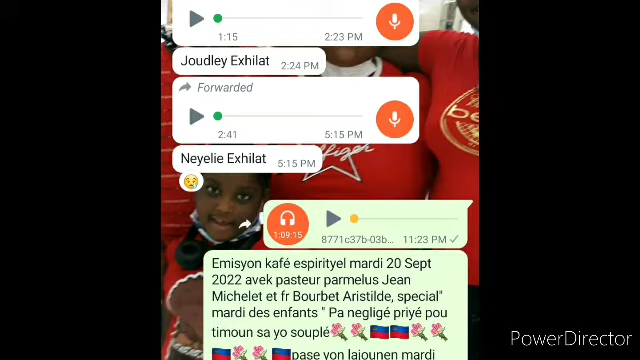 1:15 2:23 PM
Joudley Exhilat 2:24 PM
Forwarded
2:41 5:15 PM
Neyelie Exhilat 5:15 PM
1:09:15 8771c37b-03b... 11:23 PM
Emisyon kafé espirityel mardi 20 Sept
2022 avek pasteur parmelus Jean
Michelet et fr Bourbet Aristilde, special"
mardi des enfants " Pa negligé priyé pou
timoun sa yo souplé💐💐🇭🇹🇭🇹💐💐
🇭🇹💐💐🇭🇹pase yon lajounen mardi
PowerDirector